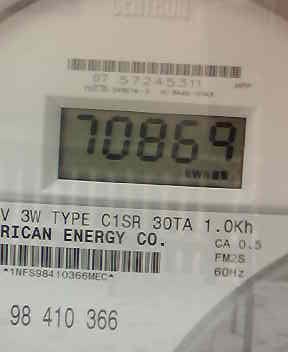 CENTRON
07 57245311
70869
KWH
V 3W TYPE C1SR 30TA 1.0Kh
RICAN ENERGY CO.
CA 0.5
FM2S
60Hz
*1NFS98410366MEC*
98 410 366